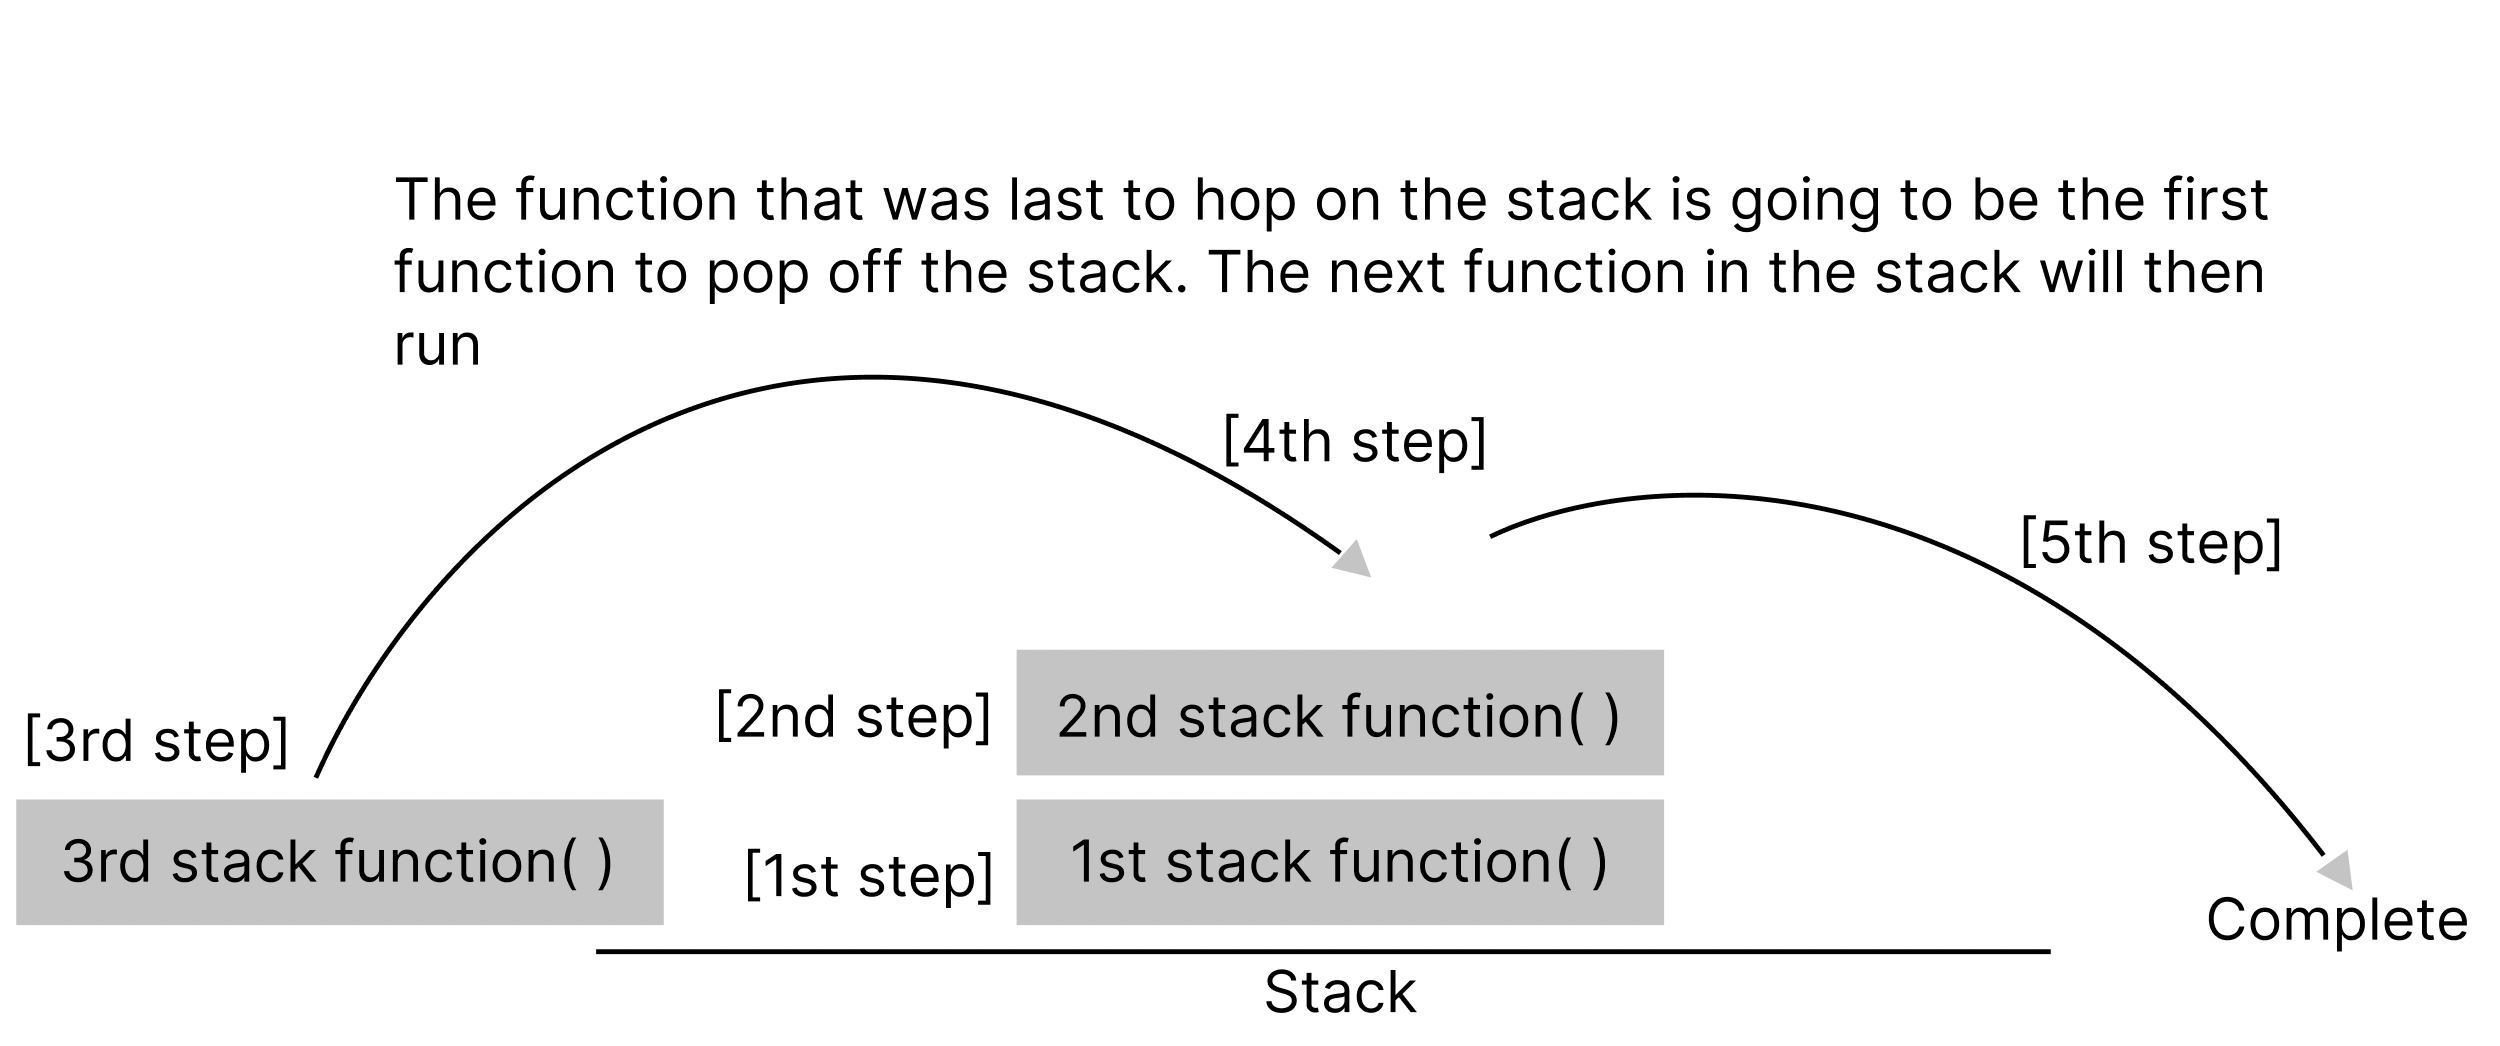 The function that was last to hop on the stack is going to be the first
function to pop off the stack. The next function in the stack will then
run
[4th step]
[5th step]
[2nd step]
2nd stack function( )
[3rd step]
3rd stack function( )
[1st step]
1st stack function( )
Complete
Stack